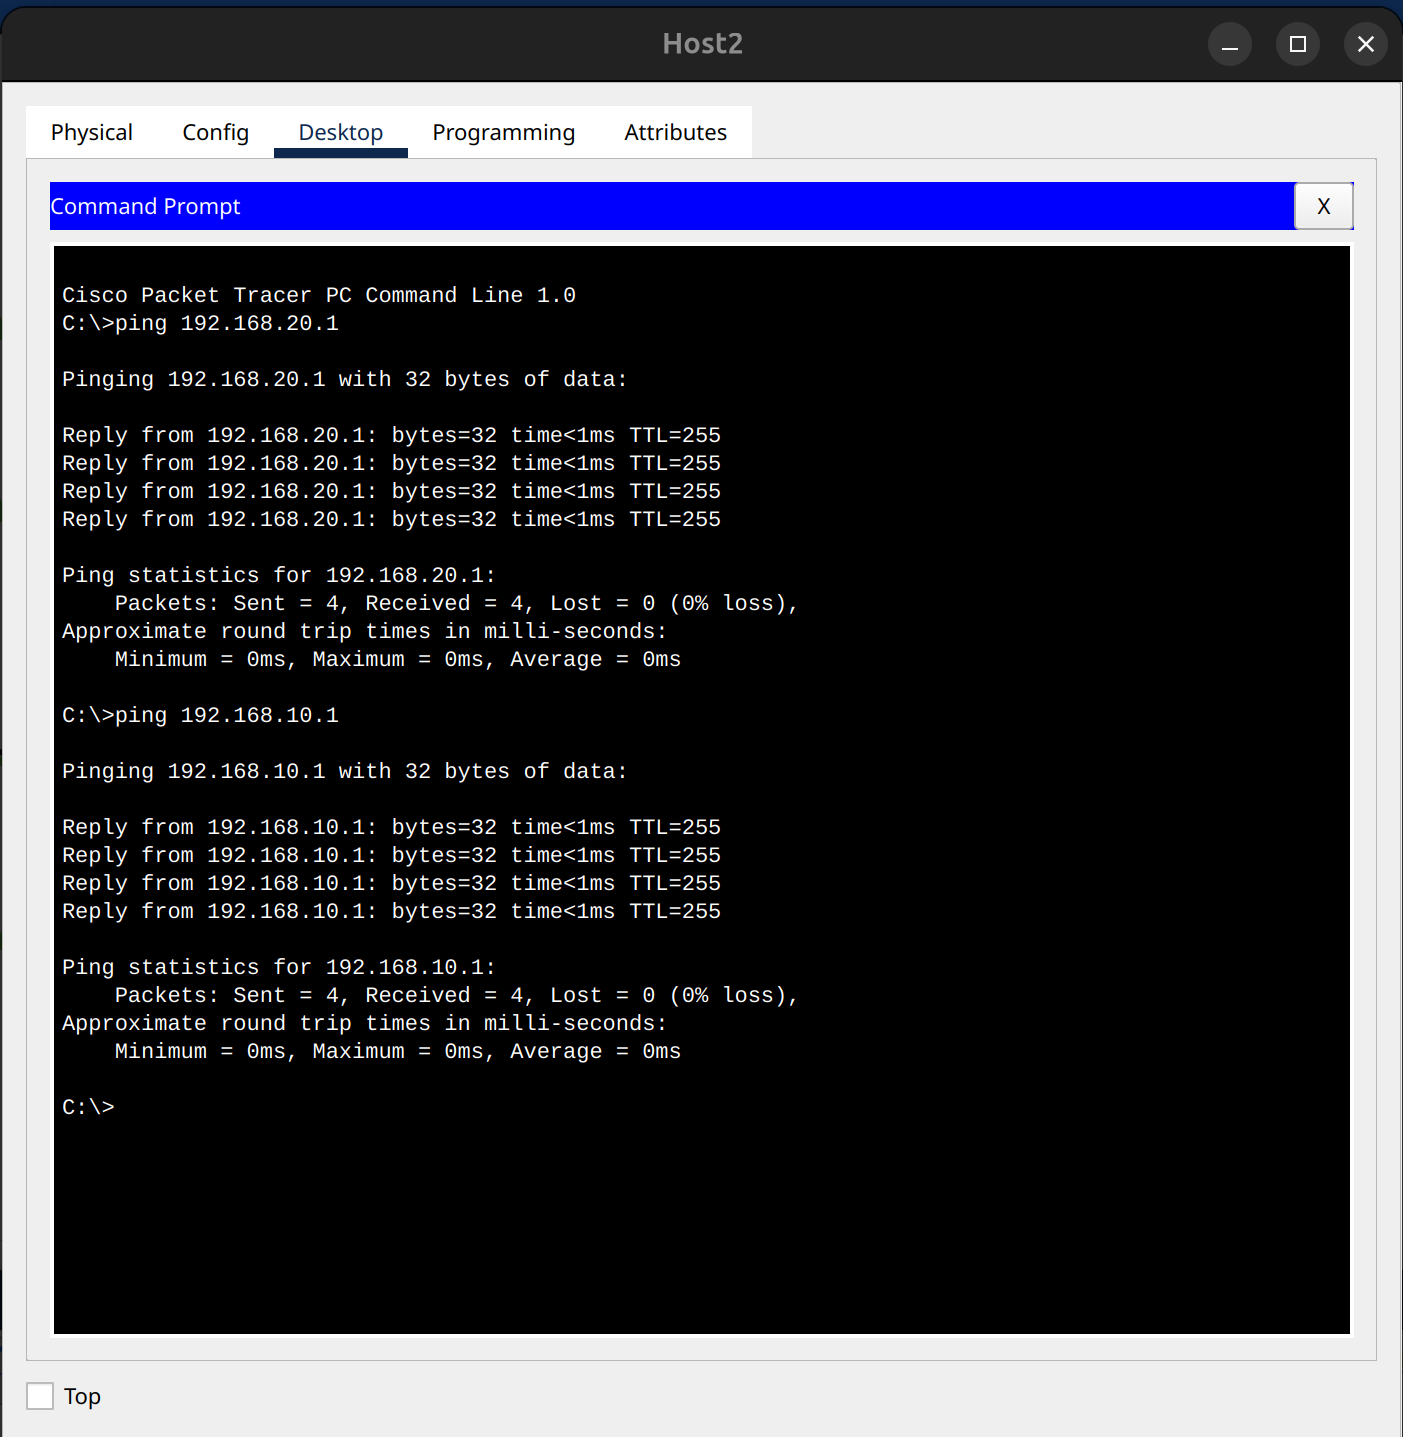 Host2
Physical Config Desktop Programming Attributes
Command Prompt X
Cisco Packet Tracer PC Command Line 1.0
C:\>ping 192.168.20.1
Pinging 192.168.20.1 with 32 bytes of data:
Reply from 192.168.20.1: bytes=32 time<1ms TTL=255
Reply from 192.168.20.1: bytes=32 time<1ms TTL=255
Reply from 192.168.20.1: bytes=32 time<1ms TTL=255
Reply from 192.168.20.1: bytes=32 time<1ms TTL=255
Ping statistics for 192.168.20.1:
    Packets: Sent = 4, Received = 4, Lost = 0 (0% loss),
Approximate round trip times in milli-seconds:
    Minimum = 0ms, Maximum = 0ms, Average = 0ms
C:\>ping 192.168.10.1
Pinging 192.168.10.1 with 32 bytes of data:
Reply from 192.168.10.1: bytes=32 time<1ms TTL=255
Reply from 192.168.10.1: bytes=32 time<1ms TTL=255
Reply from 192.168.10.1: bytes=32 time<1ms TTL=255
Reply from 192.168.10.1: bytes=32 time<1ms TTL=255
Ping statistics for 192.168.10.1:
    Packets: Sent = 4, Received = 4, Lost = 0 (0% loss),
Approximate round trip times in milli-seconds:
    Minimum = 0ms, Maximum = 0ms, Average = 0ms
C:\>
Top